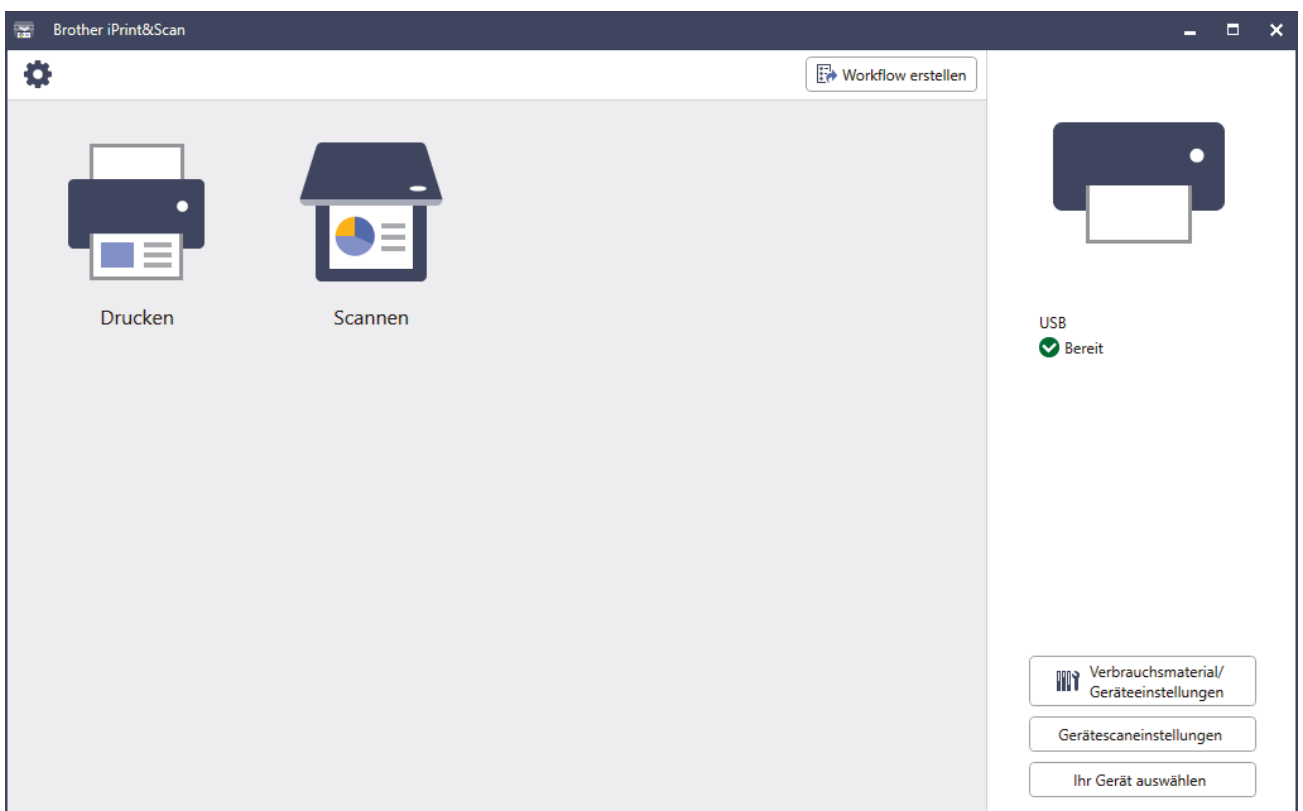 Brother iPrint&Scan
Workflow erstellen
Drucken
Scannen
USB
Bereit
Verbrauchsmaterial/
Geräteeinstellungen
Gerätescaneinstellungen
Ihr Gerät auswählen